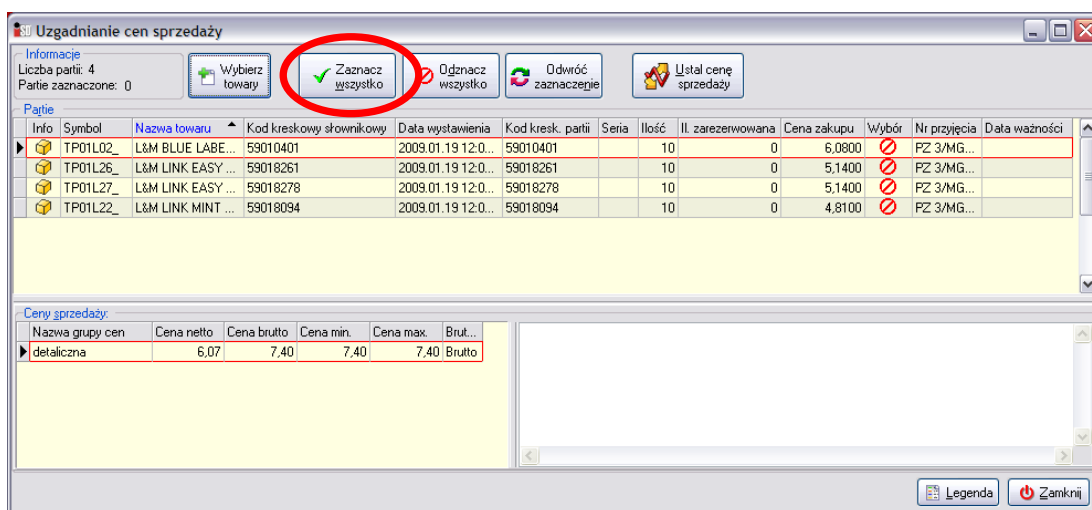 Uzgadnianie cen sprzedaży
Informacje
Liczba partii: 4
Partie zaznaczone: 0
Wybierz towary
Zaznacz wszystko
Odznacz wszystko
Odwróć zaznaczenie
Ustal cenę sprzedaży
Partie
Info Symbol Nazwa towaru Kod kreskowy słownikowy Data wystawienia Kod kresk. partii Seria Ilość Il. zarezerwowana Cena zakupu Wybór Nr przyjęcia Data ważności
TP01L02_ L&M BLUE LABE... 59010401 2009.01.19 12:0... 59010401 10 0 6,0800 PZ 3/MG...
TP01L26_ L&M LINK EASY ... 59018261 2009.01.19 12:0... 59018261 10 0 5,1400 PZ 3/MG...
TP01L27_ L&M LINK EASY ... 59018278 2009.01.19 12:0... 59018278 10 0 5,1400 PZ 3/MG...
TP01L22_ L&M LINK MINT ... 59018094 2009.01.19 12:0... 59018094 10 0 4,8100 PZ 3/MG...
Ceny sprzedaży:
Nazwa grupy cen Cena netto Cena brutto Cena min. Cena max. Brut...
detaliczna 6,07 7,40 7,40 7,40 Brutto
Legenda
Zamknij